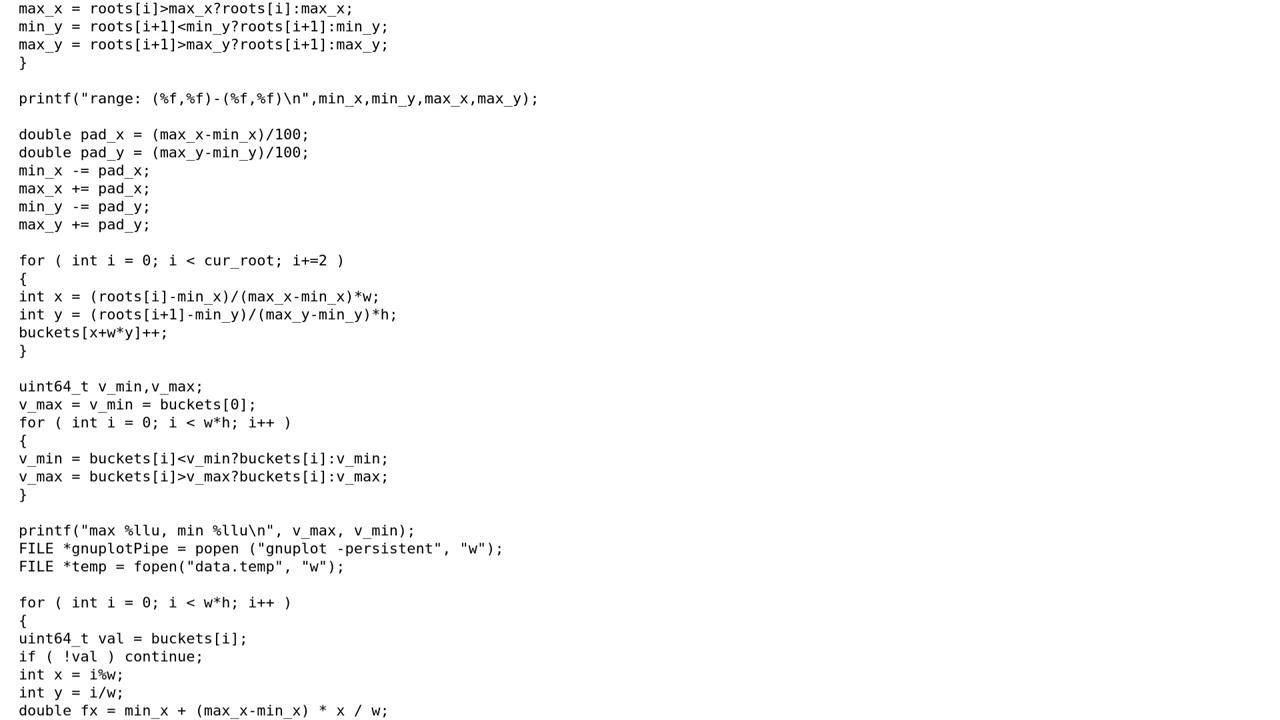 max_x = roots[i]>max_x?roots[i]:max_x;
min_y = roots[i+1]<min_y?roots[i+1]:min_y;
max_y = roots[i+1]>max_y?roots[i+1]:max_y;
}
printf("range: (%f,%f)-(%f,%f)\n",min_x,min_y,max_x,max_y);
double pad_x = (max_x-min_x)/100;
double pad_y = (max_y-min_y)/100;
min_x -= pad_x;
max_x += pad_x;
min_y -= pad_y;
max_y += pad_y;
for ( int i = 0; i < cur_root; i+=2 )
{
int x = (roots[i]-min_x)/(max_x-min_x)*w;
int y = (roots[i+1]-min_y)/(max_y-min_y)*h;
buckets[x+w*y]++;
}
uint64_t v_min,v_max;
v_max = v_min = buckets[0];
for ( int i = 0; i < w*h; i++ )
{
v_min = buckets[i]<v_min?buckets[i]:v_min;
v_max = buckets[i]>v_max?buckets[i]:v_max;
}
printf("max %llu, min %llu\n", v_max, v_min);
FILE *gnuplotPipe = popen ("gnuplot -persistent", "w");
FILE *temp = fopen("data.temp", "w");
for ( int i = 0; i < w*h; i++ )
{
uint64_t val = buckets[i];
if ( !val ) continue;
int x = i%w;
int y = i/w;
double fx = min_x + (max_x-min_x) * x / w;